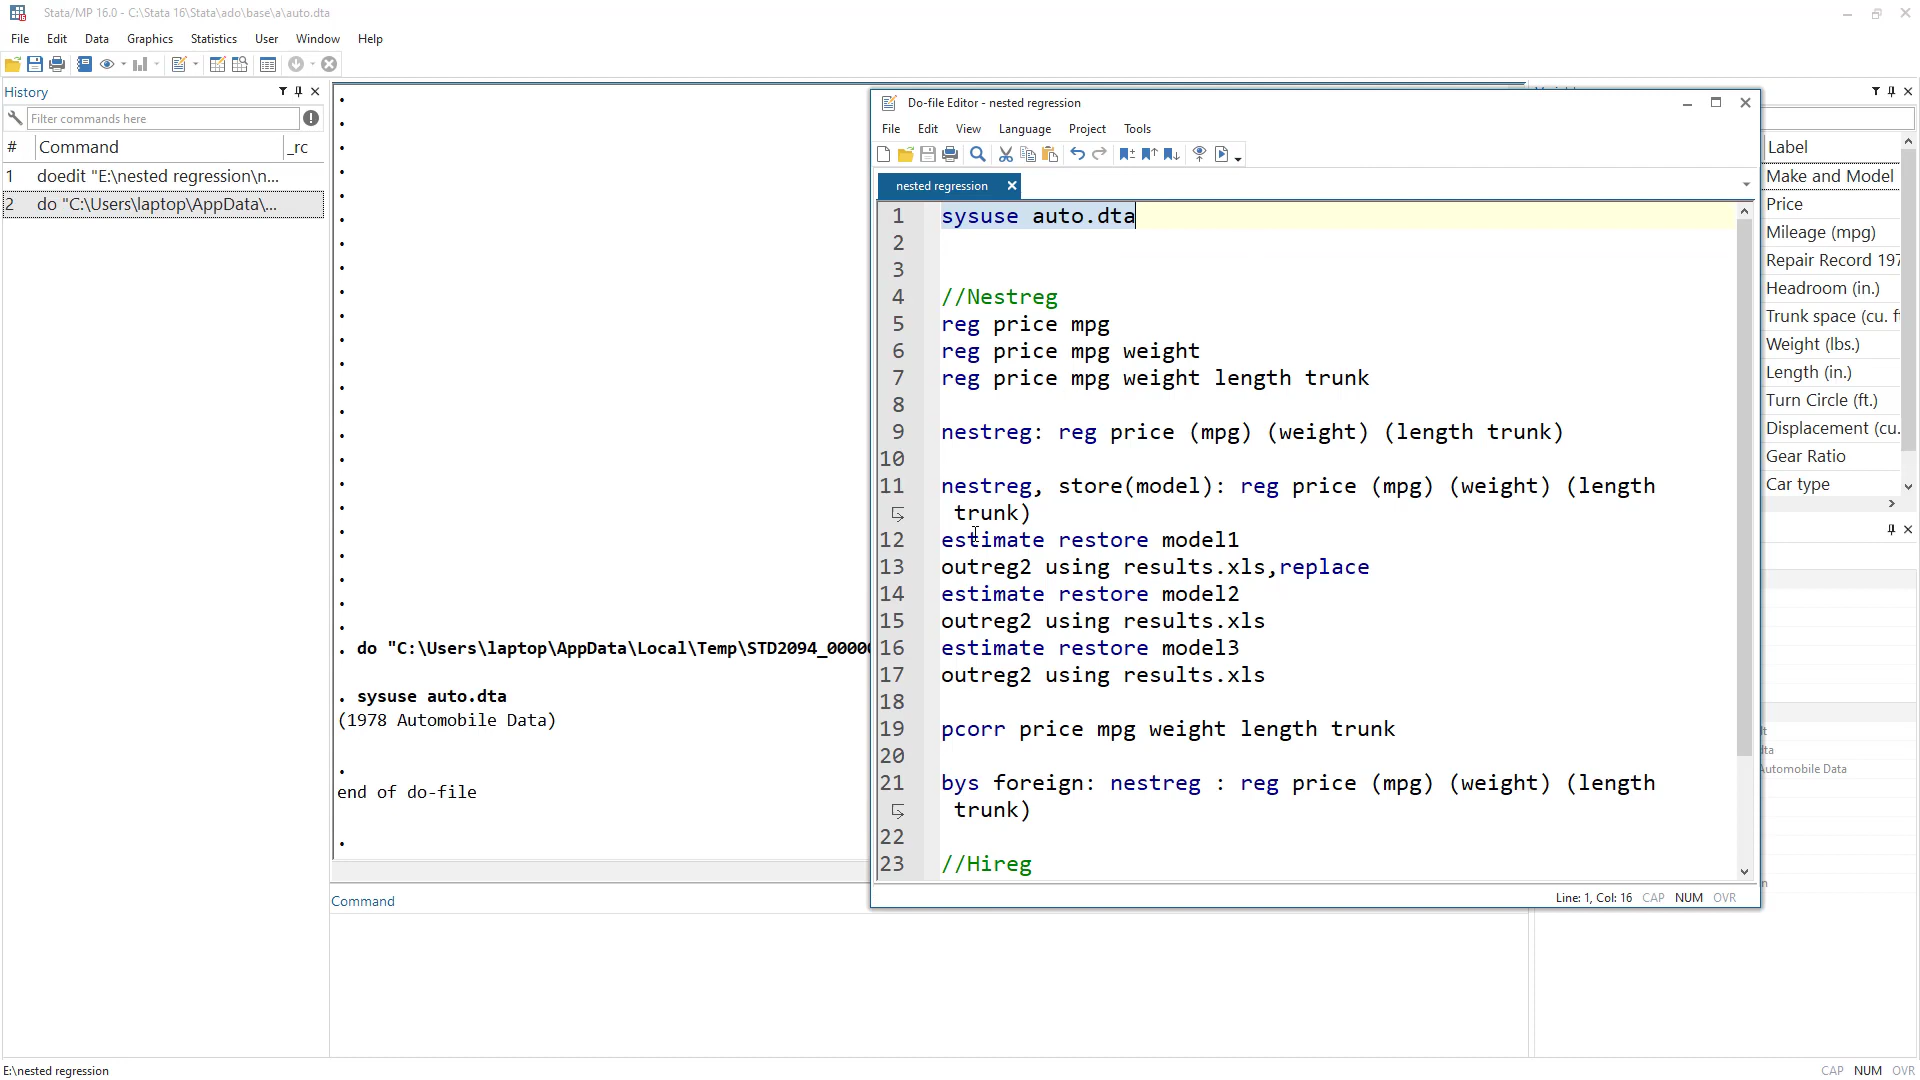 Stata/MP 16.0 - C:\Stata 16\Stata\ado\base\a\auto.dta
File Edit Data Graphics Statistics User Window Help
History
Filter commands here
# Command _rc
1 doedit "E:\nested regression\n...
2 do "C:\Users\laptop\AppData\...
. do "C:\Users\laptop\AppData\Local\Temp\STD2094_0000
. sysuse auto.dta
(1978 Automobile Data)
.
end of do-file
.
Command
Do-file Editor - nested regression
File Edit View Language Project Tools
nested regression
1 sysuse auto.dta
2
3
4 //Nestreg
5 reg price mpg
6 reg price mpg weight
7 reg price mpg weight length trunk
8
9 nestreg: reg price (mpg) (weight) (length trunk)
10
11 nestreg, store(model): reg price (mpg) (weight) (length
trunk)
12 estimate restore model1
13 outreg2 using results.xls,replace
14 estimate restore model2
15 outreg2 using results.xls
16 estimate restore model3
17 outreg2 using results.xls
18
19 pcorr price mpg weight length trunk
20
21 bys foreign: nestreg : reg price (mpg) (weight) (length
trunk)
22
23 //Hireg
Line: 1, Col: 16 CAP NUM OVR
Label
Make and Model
Price
Mileage (mpg)
Repair Record 197
Headroom (in.)
Trunk space (cu. f
Weight (lbs.)
Length (in.)
Turn Circle (ft.)
Displacement (cu.
Gear Ratio
Car type
Automobile Data
E:\nested regression
CAP NUM OVR